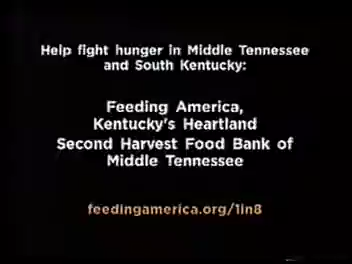 Help fight hunger in Middle Tennessee
and South Kentucky:
Feeding America,
Kentucky's Heartland
Second Harvest Food Bank of
Middle Tennessee
feedingamerica.org/1in8